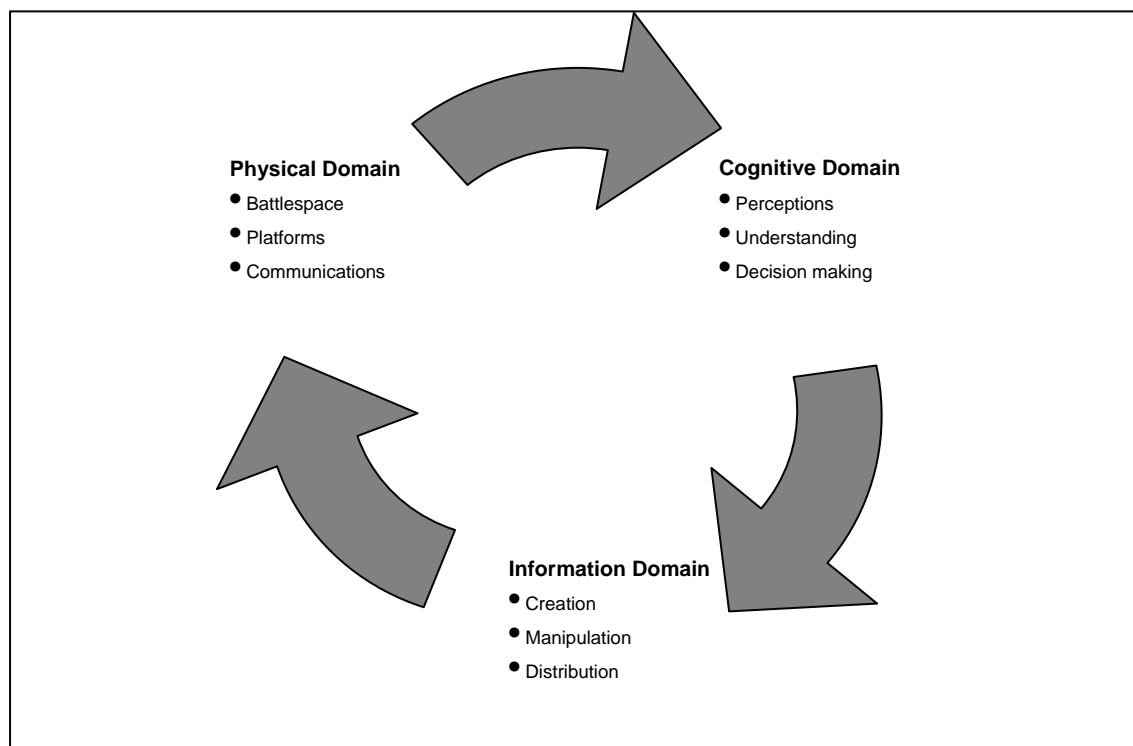 Physical Domain
● Battlespace
● Platforms
● Communications
Cognitive Domain
● Perceptions
● Understanding
● Decision making
Information Domain
● Creation
● Manipulation
● Distribution